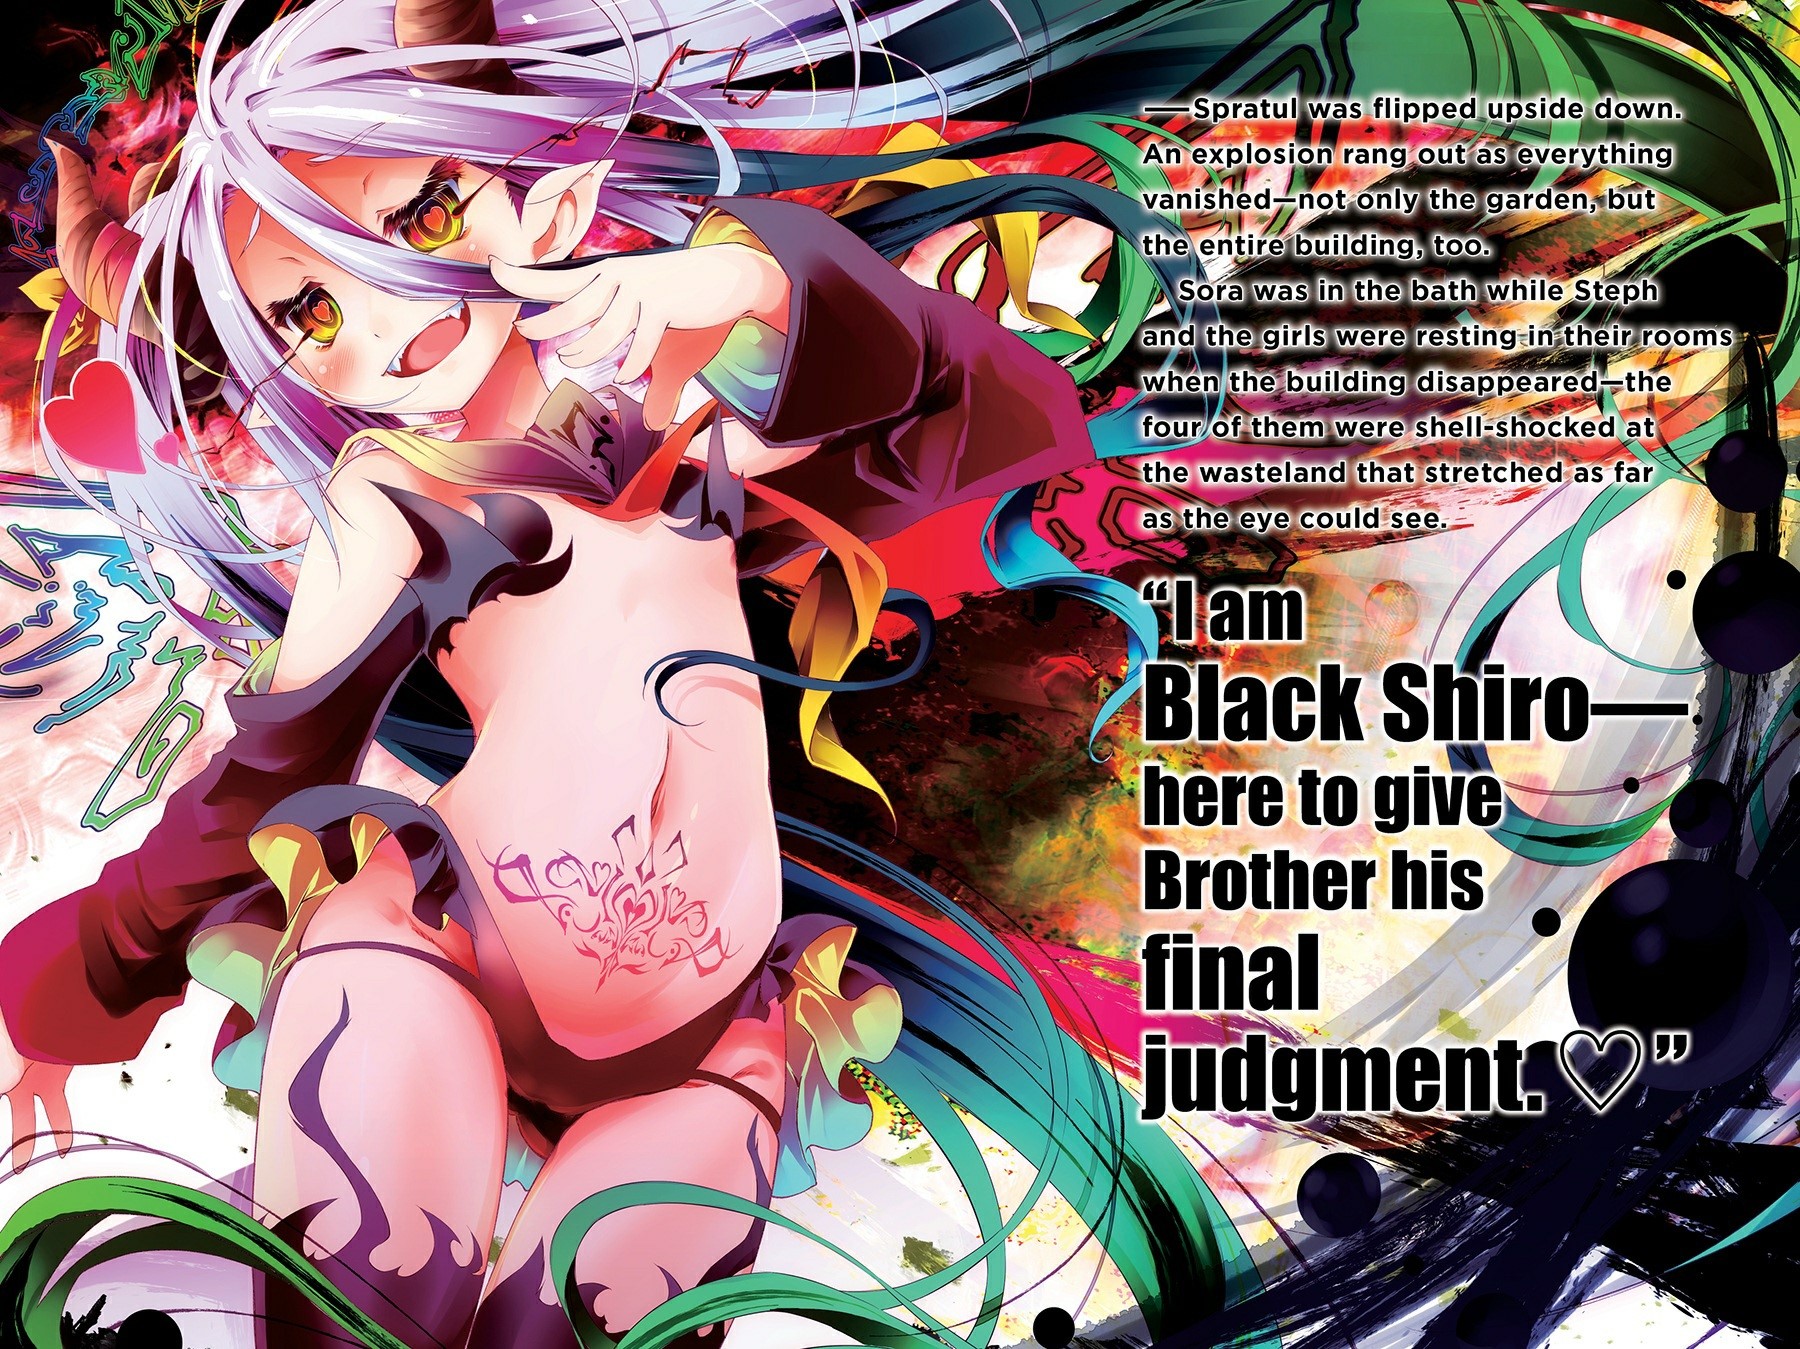 ——Spratul was flipped upside down.
An explosion rang out as everything
vanished—not only the garden, but
the entire building, too.
Sora was in the bath while Steph
and the girls were resting in their rooms
when the building disappeared—the
four of them were shell-shocked at
the wasteland that stretched as far
as the eye could see.
“I am
Black Shiro—
here to give
Brother his
final
judgment.♡”